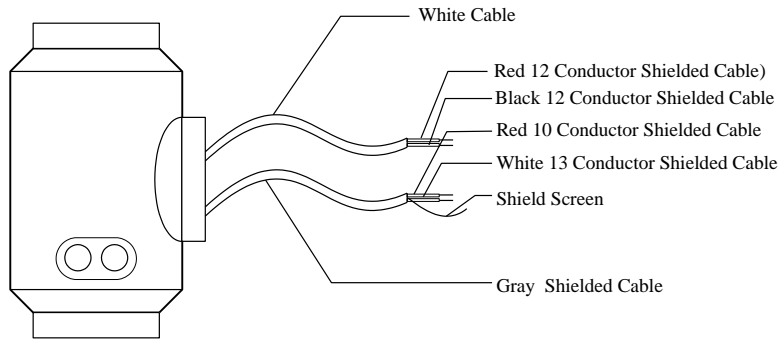 White Cable
Red 12 Conductor Shielded Cable)
Black 12 Conductor Shielded Cable
Red 10 Conductor Shielded Cable
White 13 Conductor Shielded Cable
Shield Screen
Gray Shielded Cable